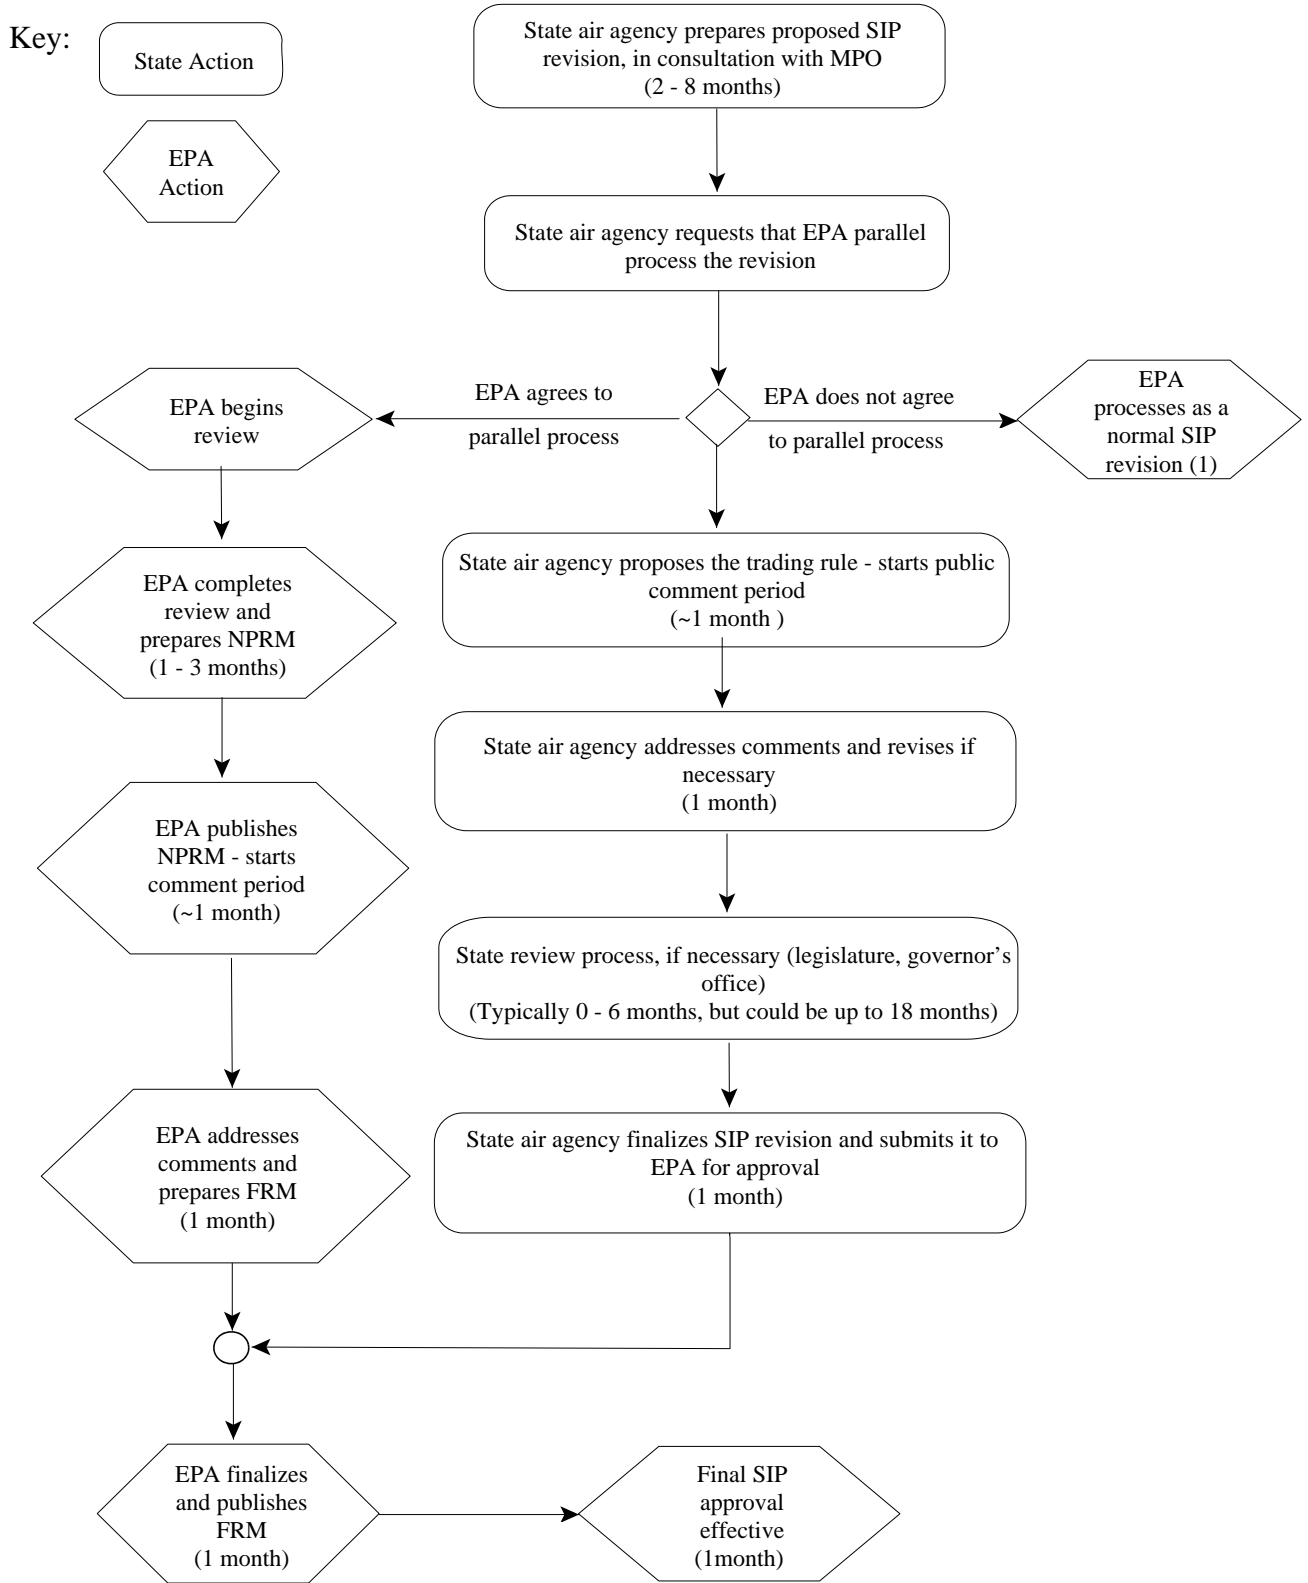 Key:
State Action
EPA
Action
State air agency prepares proposed SIP
revision, in consultation with MPO
(2 - 8 months)
State air agency requests that EPA parallel
process the revision
EPA agrees to
parallel process
EPA does not agree
to parallel process
EPA
processes as a
normal SIP
revision (1)
EPA begins
review
EPA completes
review and
prepares NPRM
(1 - 3 months)
EPA publishes
NPRM - starts
comment period
(~1 month)
EPA addresses
comments and
prepares FRM
(1 month)
State air agency proposes the trading rule - starts public
comment period
(~1 month )
State air agency addresses comments and revises if
necessary
(1 month)
State review process, if necessary (legislature, governor’s
office)
(Typically 0 - 6 months, but could be up to 18 months)
State air agency finalizes SIP revision and submits it to
EPA for approval
(1 month)
EPA finalizes
and publishes
FRM
(1 month)
Final SIP
approval
effective
(1month)